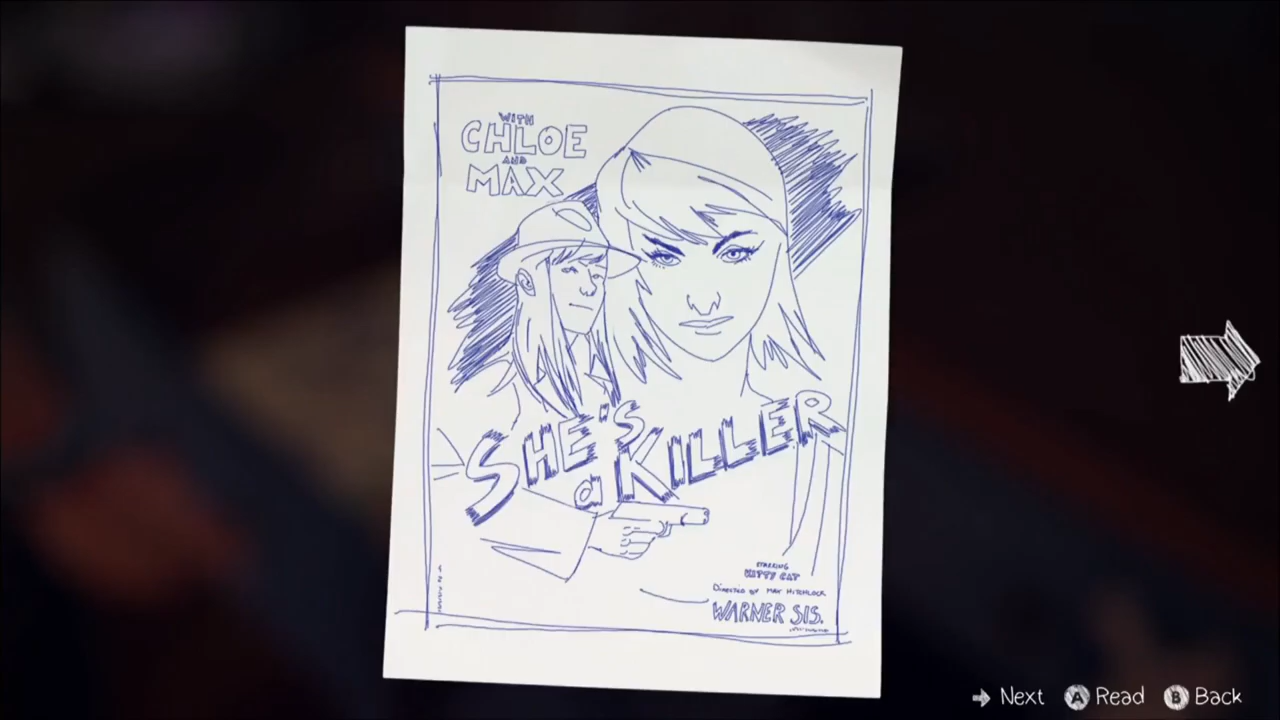 WITH
CHLOE
AND
MAX
SHE'S
a KILLER
STARRING
KITTY CAT
DIRECTED BY MAX HITCHLOCK
WARNER SIS.
Next
A Read
B Back